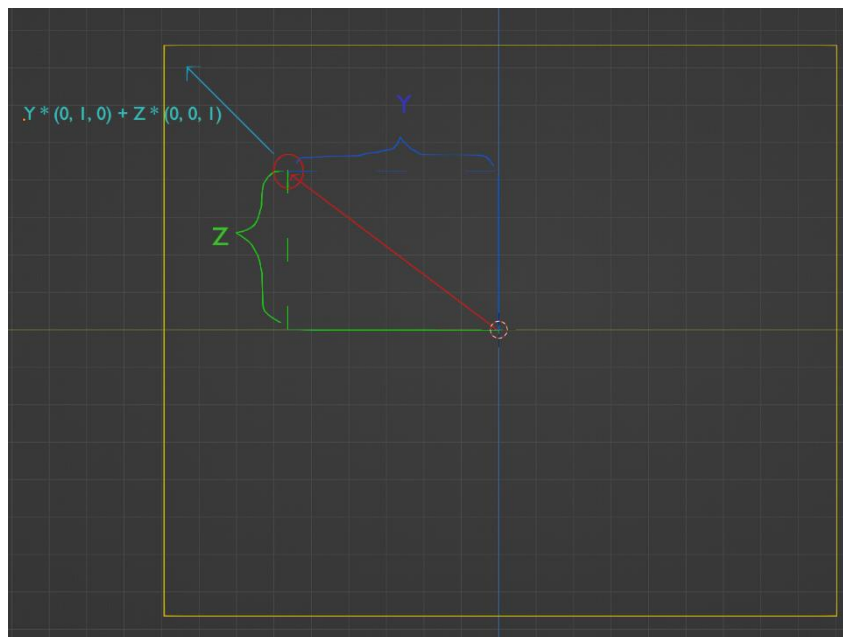 Y
Y * (0, 1, 0) + Z * (0, 0, 1)
Z